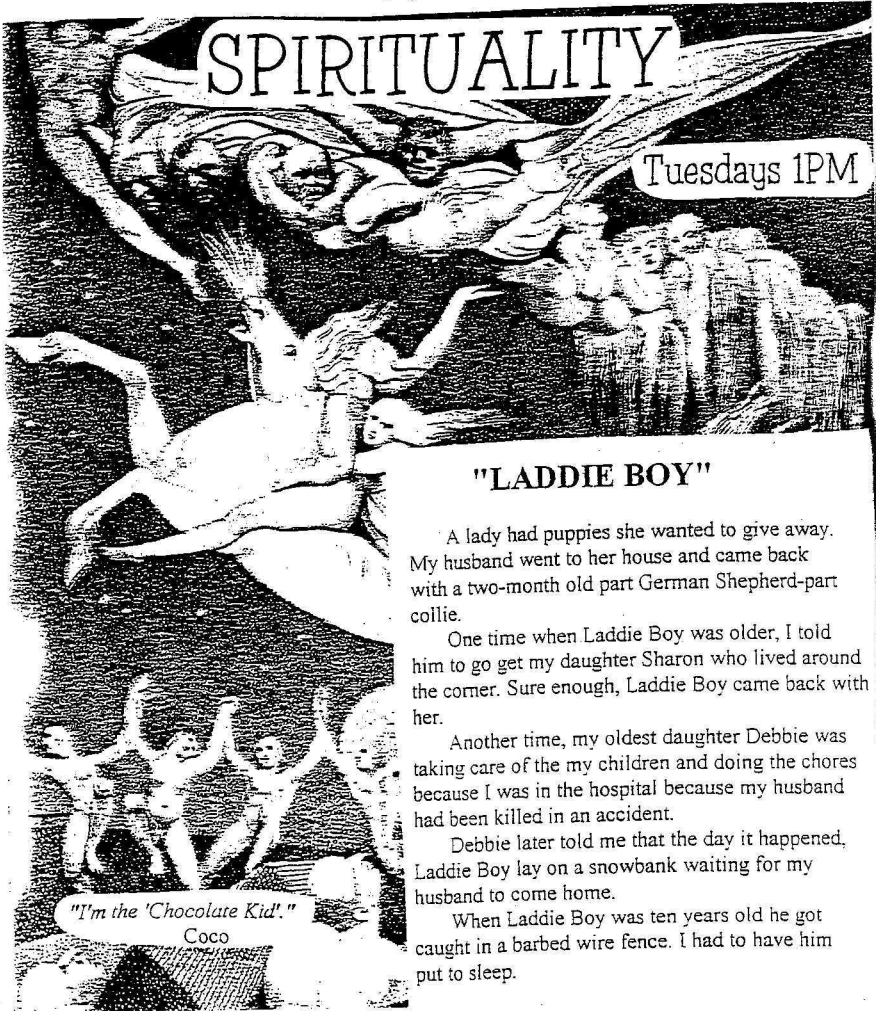 SPIRITUALITY
Tuesdays 1PM
"LADDIE BOY"
A lady had puppies she wanted to give away.
My husband went to her house and came back
with a two-month old part German Shepherd-part
collie.
One time when Laddie Boy was older, I told
him to go get my daughter Sharon who lived around
the corner. Sure enough, Laddie Boy came back with
her.
Another time, my oldest daughter Debbie was
taking care of the my children and doing the chores
because I was in the hospital because my husband
had been killed in an accident.
Debbie later told me that the day it happened,
Laddie Boy lay on a snowbank waiting for my
husband to come home.
When Laddie Boy was ten years old he got
caught in a barbed wire fence. I had to have him
put to sleep.
"I'm the 'Chocolate Kid'."
Coco